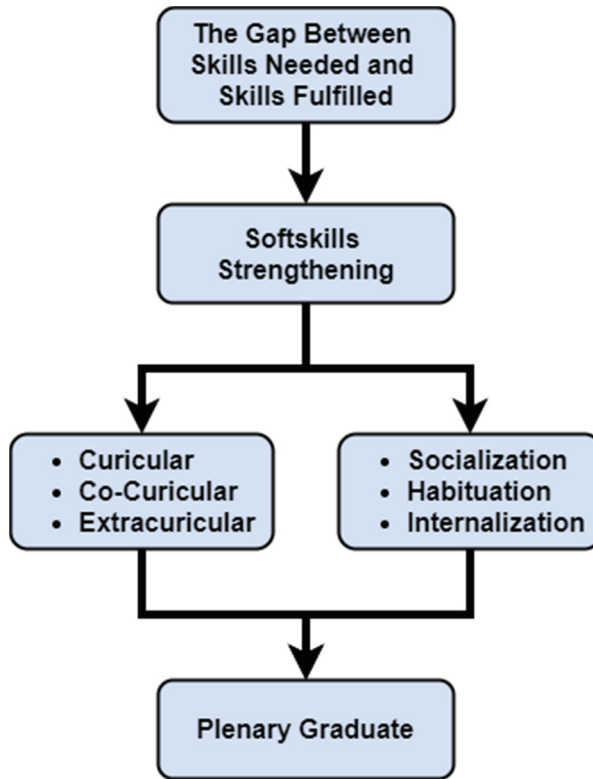 The Gap Between
Skills Needed and
Skills Fulfilled
Softskills
Strengthening
• Curicular
• Co-Curicular
• Extracuricular
• Socialization
• Habituation
• Internalization
Plenary Graduate